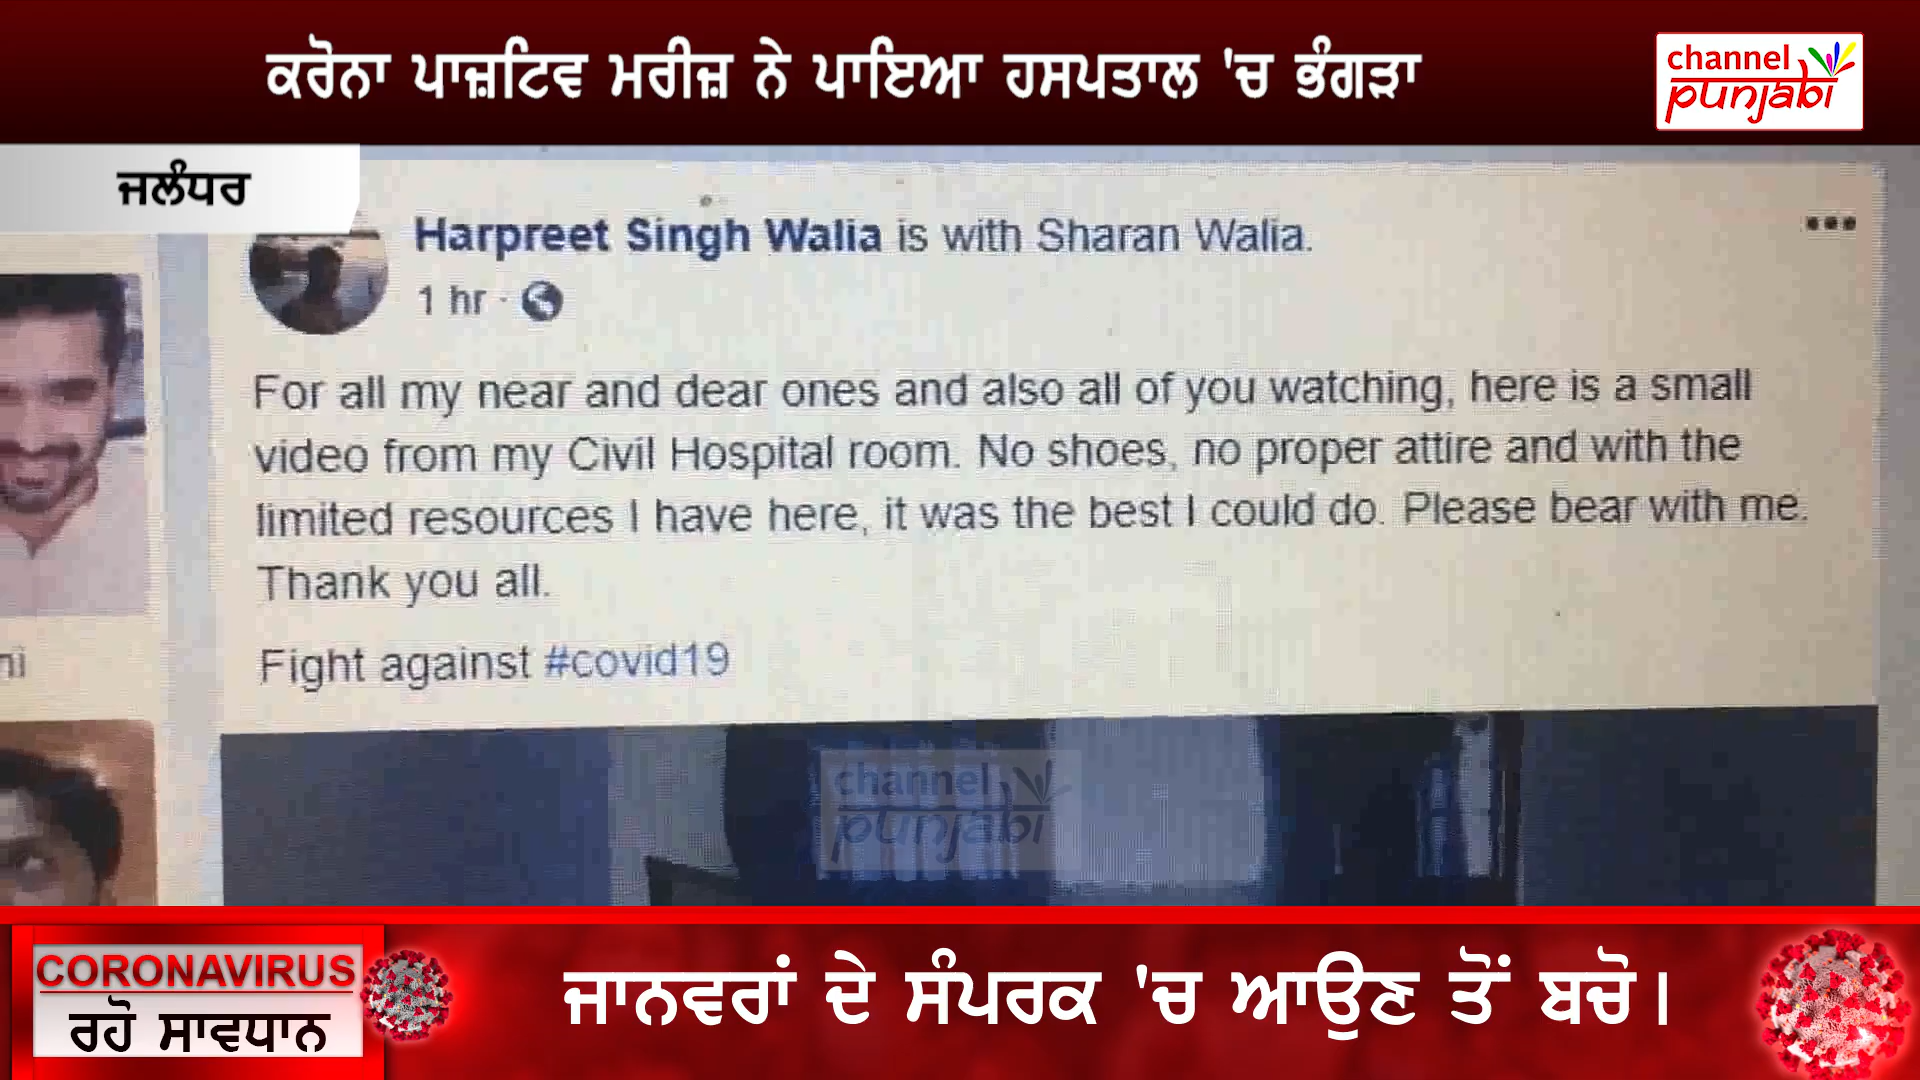 ਕਰੋਨਾ ਪਾਜ਼ਟਿਵ ਮਰੀਜ਼ ਨੇ ਪਾਇਆ ਹਸਪਤਾਲ 'ਚ ਭੰਗੜਾ
channel
punjabi
ਜਲੰਧਰ
Harpreet Singh Walia is with Sharan Walia.
1 hr ·
For all my near and dear ones and also all of you watching, here is a small
video from my Civil Hospital room. No shoes, no proper attire and with the
limited resources I have here, it was the best I could do. Please bear with me.
Thank you all.
Fight against #covid19
channel
punjabi
CORONAVIRUS
ਰਹੋ ਸਾਵਧਾਨ
ਜਾਨਵਰਾਂ ਦੇ ਸੰਪਰਕ 'ਚ ਆਉਣ ਤੋਂ ਬਚੋ।